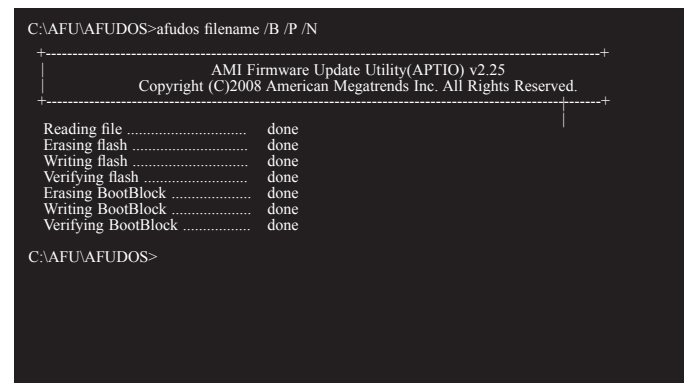 C:\AFU\AFUDOS>afudos filename /B /P /N
+--------------------------------------------------------------------------------------+
| AMI Firmware Update Utility(APTIO) v2.25
Copyright (C)2008 American Megatrends Inc. All Rights Reserved.
+--------------------------------------------------------------------------------+------+
|
Reading file .............................. done
Erasing flash ............................. done
Writing flash ............................. done
Verifying flash .......................... done
Erasing BootBlock .................... done
Writing BootBlock .................... done
Verifying BootBlock ................. done
C:\AFU\AFUDOS>